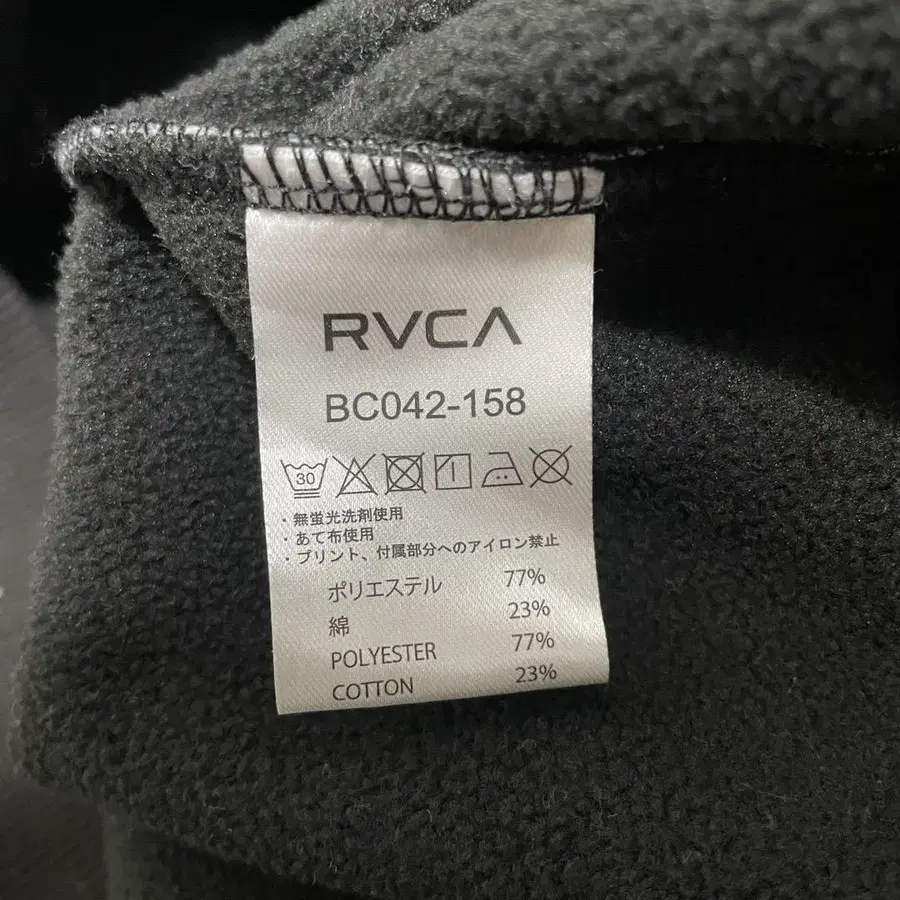 RVCA
BC042-158
30
・無蛍光洗剤使用
・あて布使用
・プリント、付属部分へのアイロン禁止
ポリエステル 77%
綿 23%
POLYESTER 77%
COTTON 23%